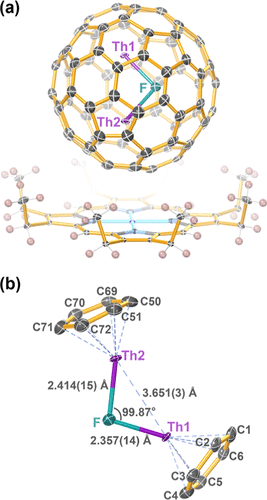 (a)
Th1
F
Th2
(b)
C69
C50
C70
C51
C71
C72
Th2
2.414(15) Å
3.651(3) Å
99.87°
F
Th1
2.357(14) Å
C1
C2
C6
C3
C5
C4